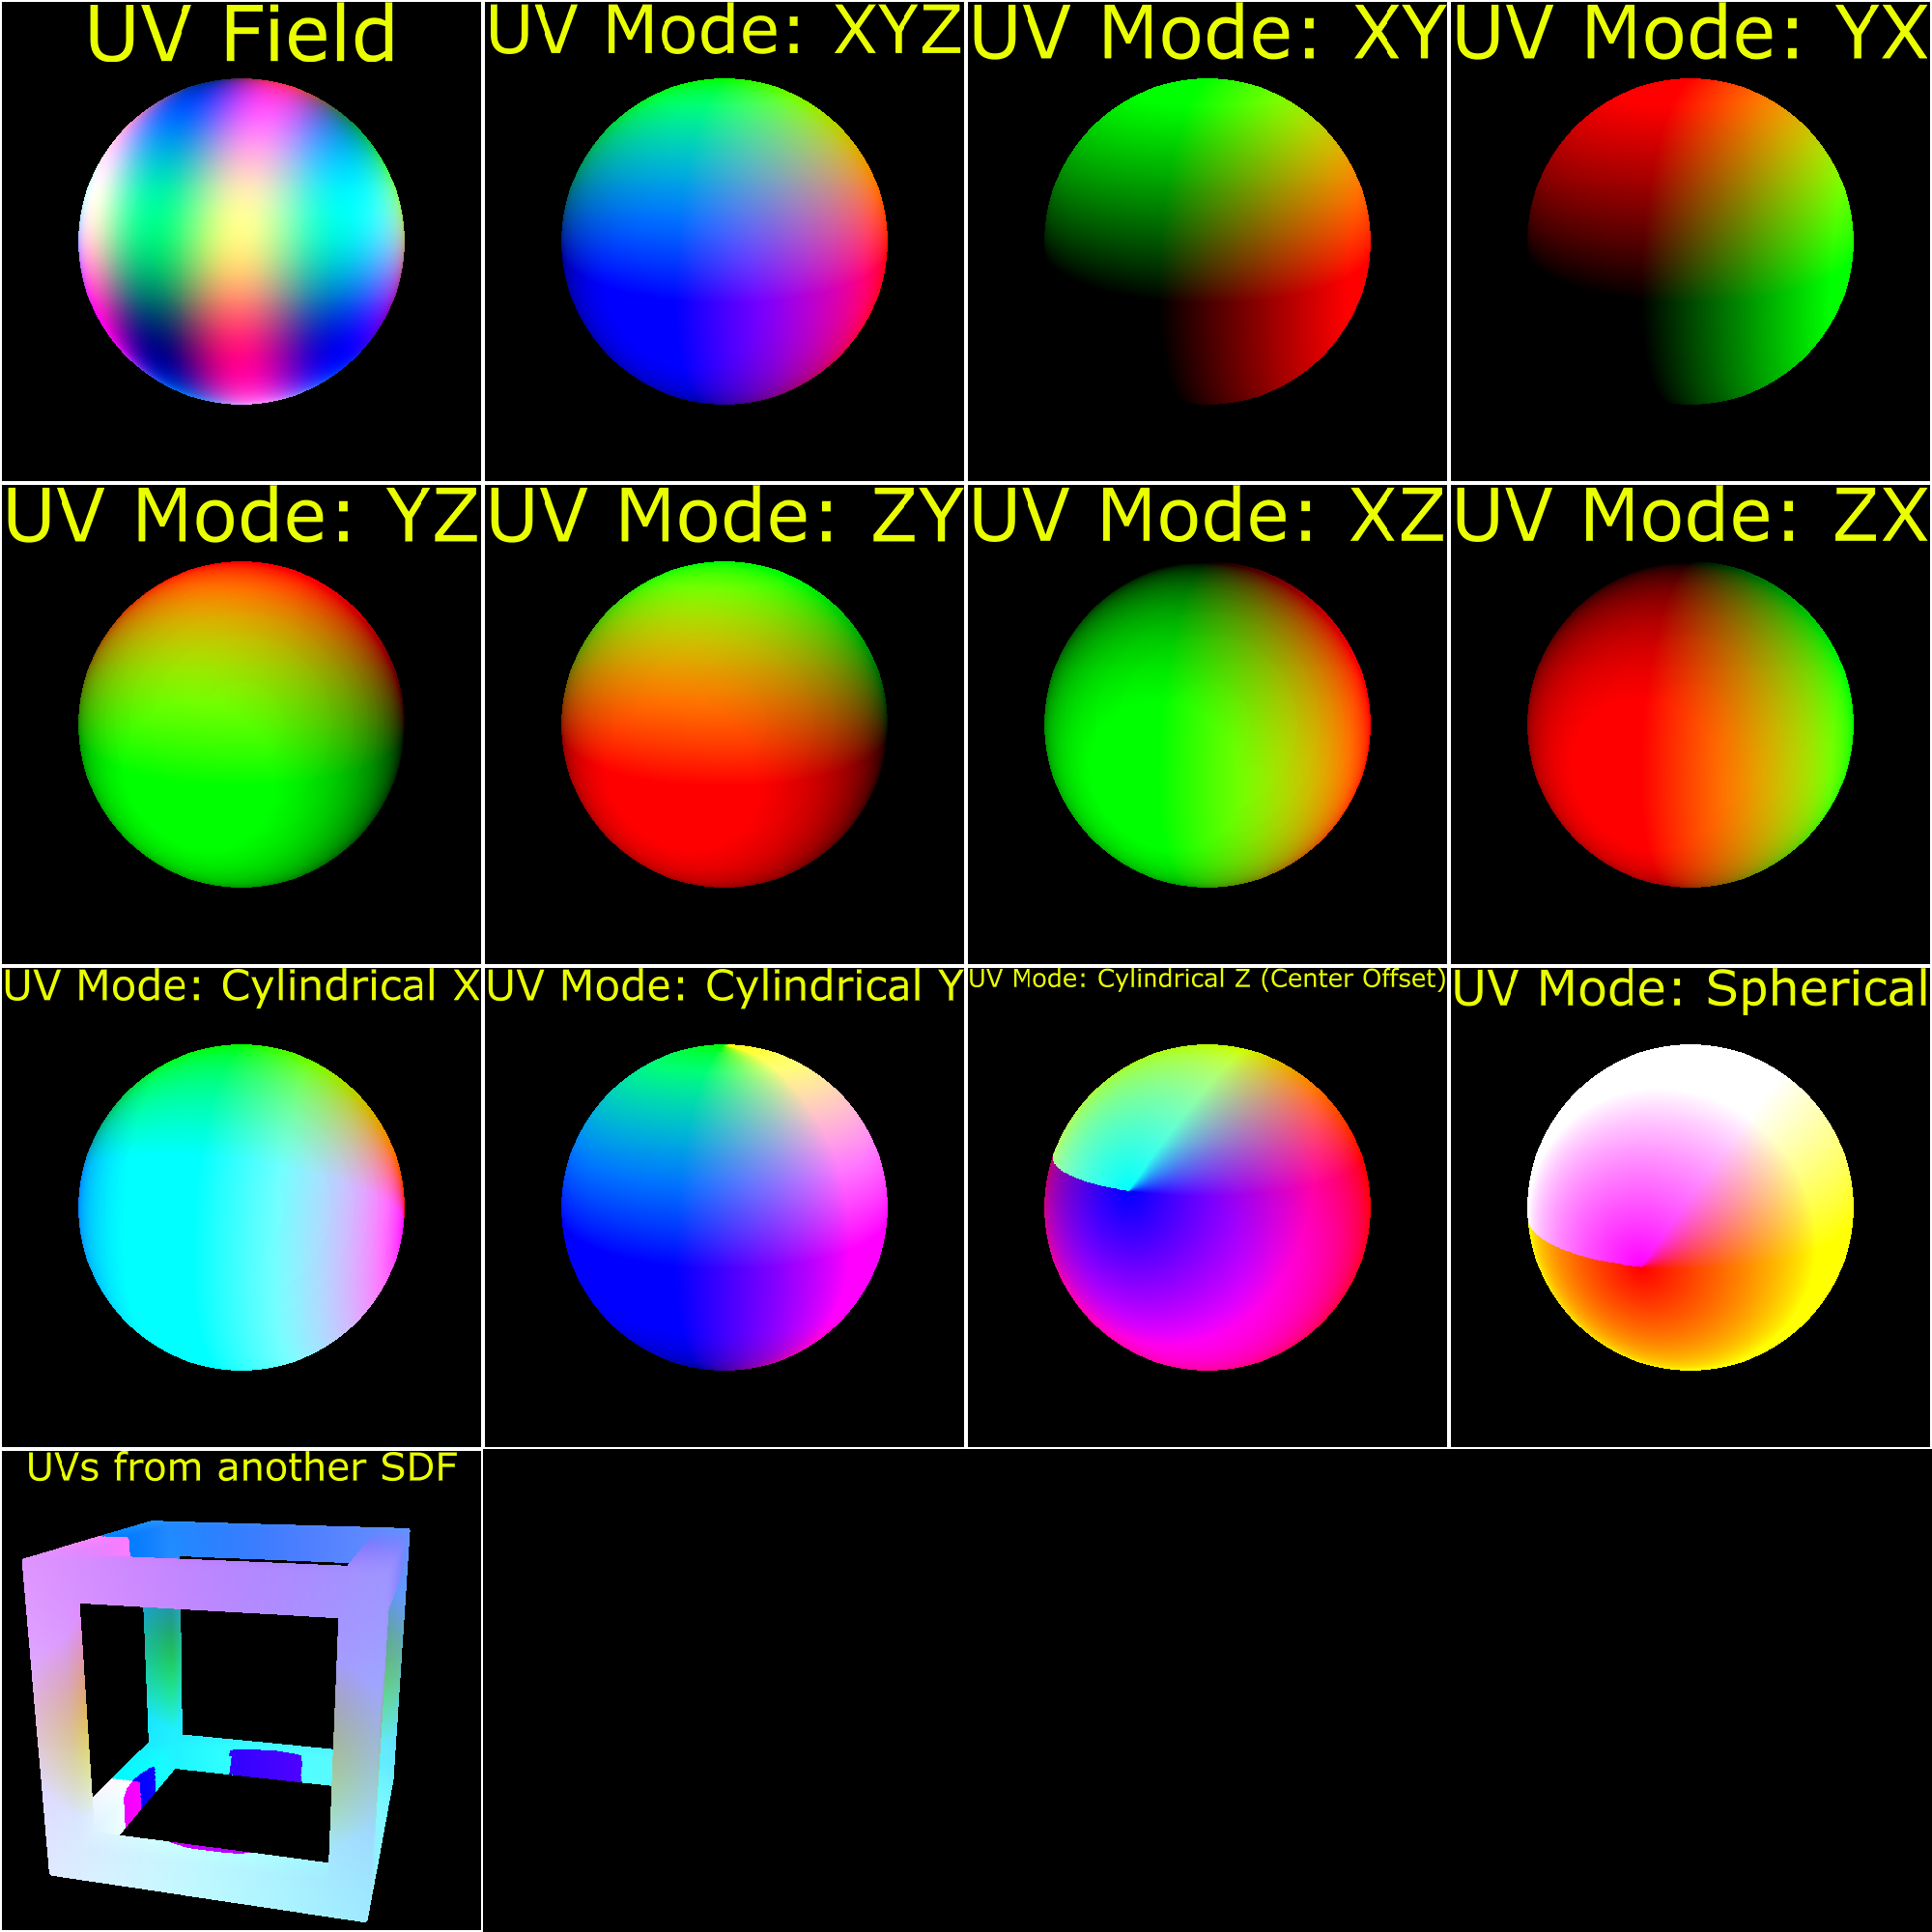 UV Field
UV Mode: XYZ
UV Mode: XY
UV Mode: YX
UV Mode: YZ
UV Mode: ZY
UV Mode: XZ
UV Mode: ZX
UV Mode: Cylindrical X
UV Mode: Cylindrical Y
UV Mode: Cylindrical Z (Center Offset)
UV Mode: Spherical
UVs from another SDF